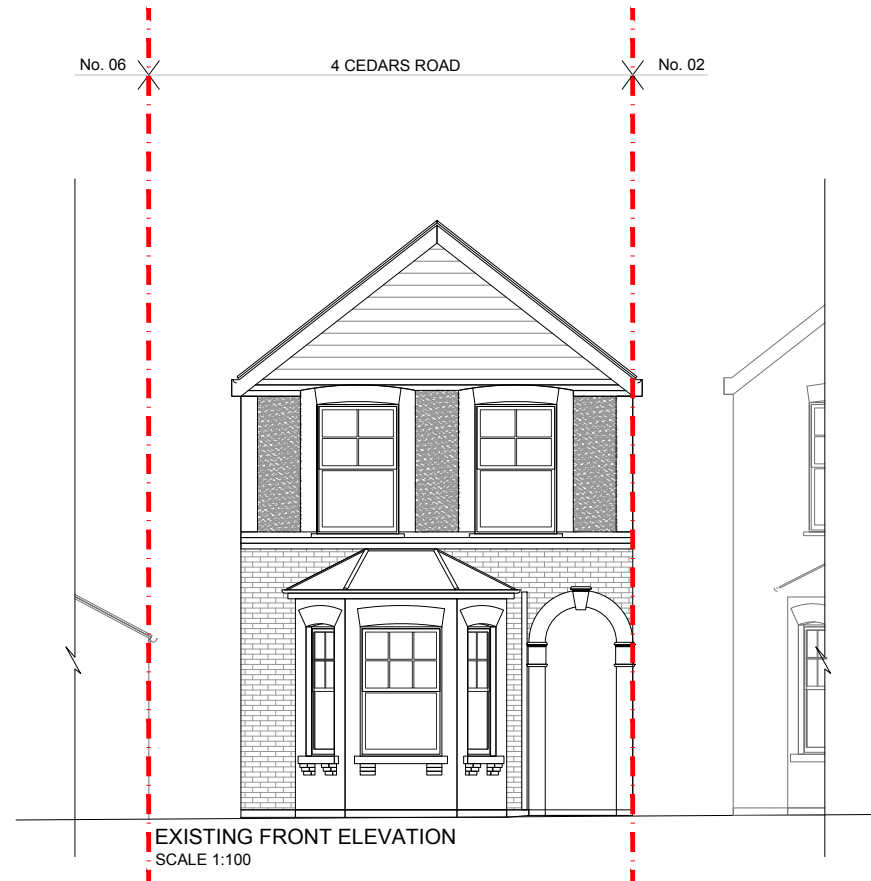 No. 06
4 CEDARS ROAD
No. 02
EXISTING FRONT ELEVATION
SCALE 1:100